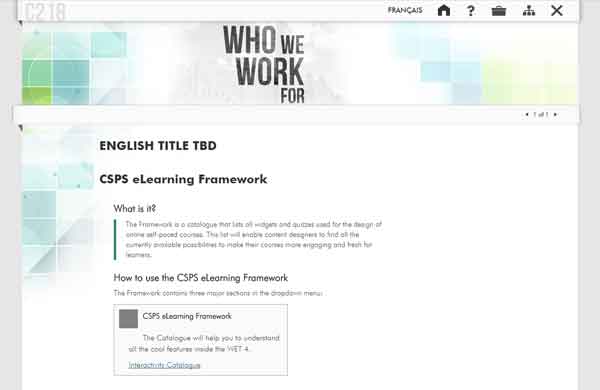 C218
FRANÇAIS
?
WHO WE
WORK
FOR
1 of 1
ENGLISH TITLE TBD
CSPS eLearning Framework
What is it?
The Framework is a catalogue that lists all widgets and quizzes used for the design of
online self-paced courses. This list will enable content designers to find all the
currently available possibilities to make their courses more engaging and fresh for
learners.
How to use the CSPS eLearning Framework
The Framework contains three major sections in the dropdown menu:
CSPS eLearning Framework
The Catalogue will help you to understand
all the cool features inside the WET 4.
Interactivity Catalogue